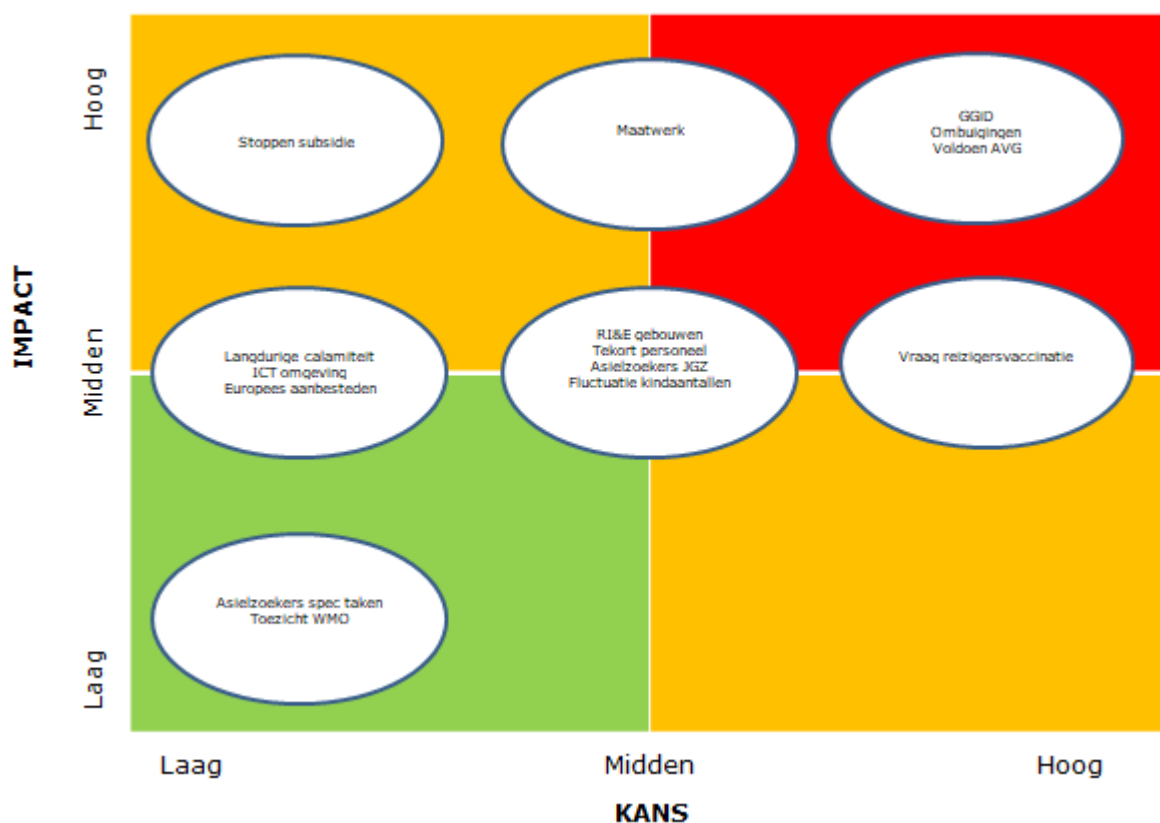 Hoog
Stoppen subsidie
Maatwerk
GGiD
Ombuigingen
Voldoen AVG
IMPACT
Midden
Langdurige calamiteit
ICT omgeving
Europees aanbesteden
RI&E gebouwen
Tekort personeel
Asielzoekers JGZ
Fluctuatie kindaantallen
Vraag reizigersvaccinatie
Asielzoekers spec taken
Toezicht WMO
Laag
Laag
Midden
Hoog
KANS